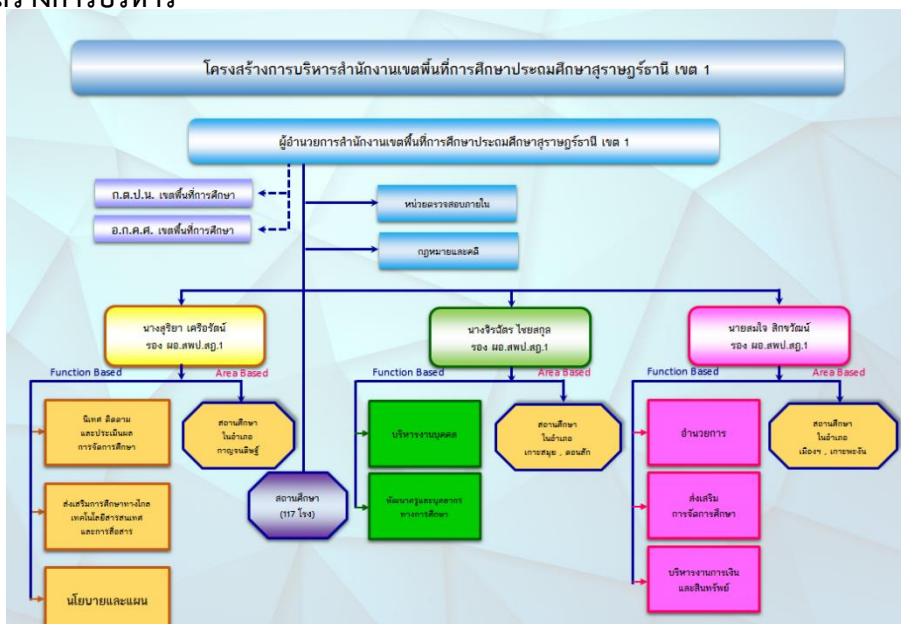 โครงสร้างการบริหารสำนักงานเขตพื้นที่การศึกษาประถมศึกษาสุราษฎร์ธานี เขต 1
ผู้อำนวยการสำนักงานเขตพื้นที่การศึกษาประถมศึกษาสุราษฎร์ธานี เขต 1
ก.ต.ป.น. เขตพื้นที่การศึกษา
หน่วยตรวจสอบภายใน
อ.ก.ค.ศ. เขตพื้นที่การศึกษา
กฎหมายและคดี
นางสุริยา เครือรัตน์
รอง ผอ.สพป.สฎ.1
นางจิรฉัตร ไชยสกุล
รอง ผอ.สพป.สฎ.1
นายสมใจ สิกขวัฒน์
รอง ผอ.สพป.สฎ.1
Function Based
Area Based
Function Based
Area Based
Function Based
Area Based
นิเทศ ติดตาม
และประเมินผล
การจัดการศึกษา
สถานศึกษา
ในอำเภอ
กาญจนดิษฐ์
บริหารงานบุคคล
สถานศึกษา
ในอำเภอ
เกาะสมุย , ดอนสัก
อำนวยการ
สถานศึกษา
ในอำเภอ
เมืองฯ , เกาะพะงัน
ส่งเสริมการศึกษาทางไกล
เทคโนโลยีสารสนเทศ
และการสื่อสาร
สถานศึกษา
(117 โรง)
พัฒนาครูและบุคลากร
ทางการศึกษา
ส่งเสริม
การจัดการศึกษา
นโยบายและแผน
บริหารงานการเงิน
และสินทรัพย์